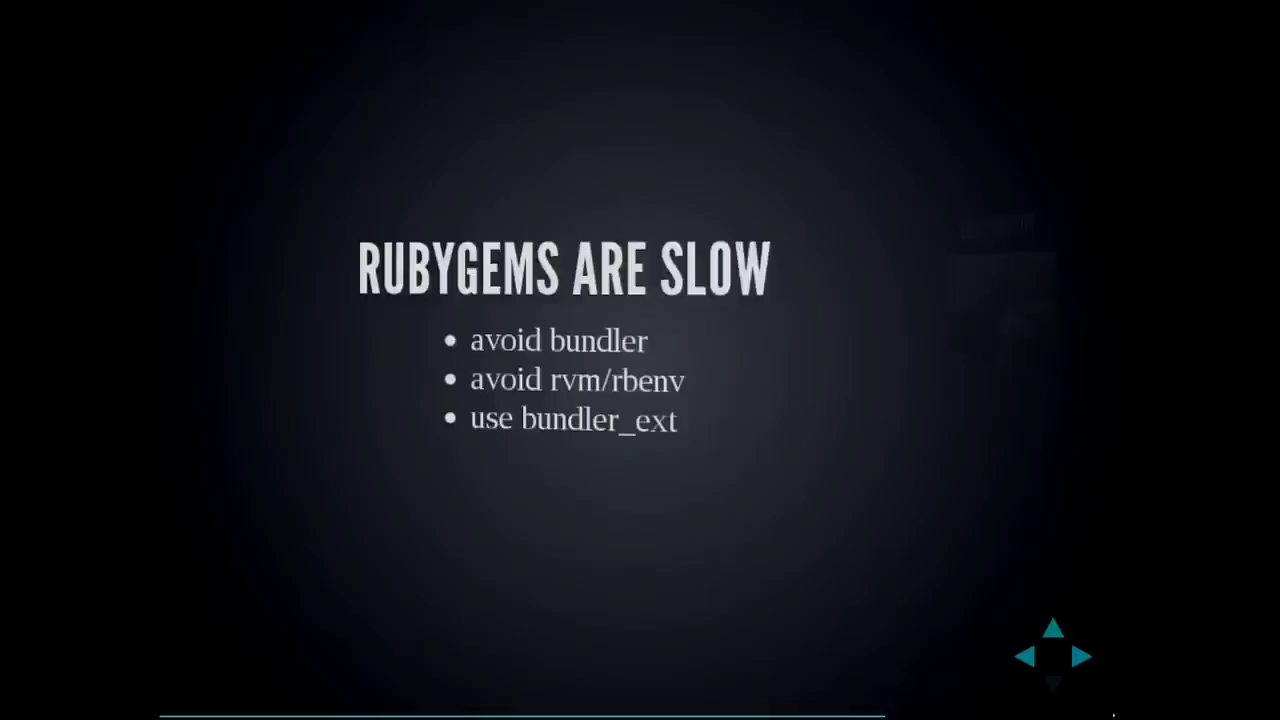 RUBYGEMS ARE SLOW
avoid bundler
avoid rvm/rbenv
use bundler_ext